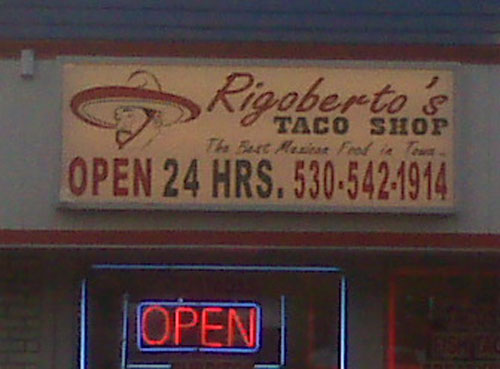 Rigoberto's
TACO SHOP
The Best Mexican Food in Town...
OPEN 24 HRS. 530-542-1914
OPEN